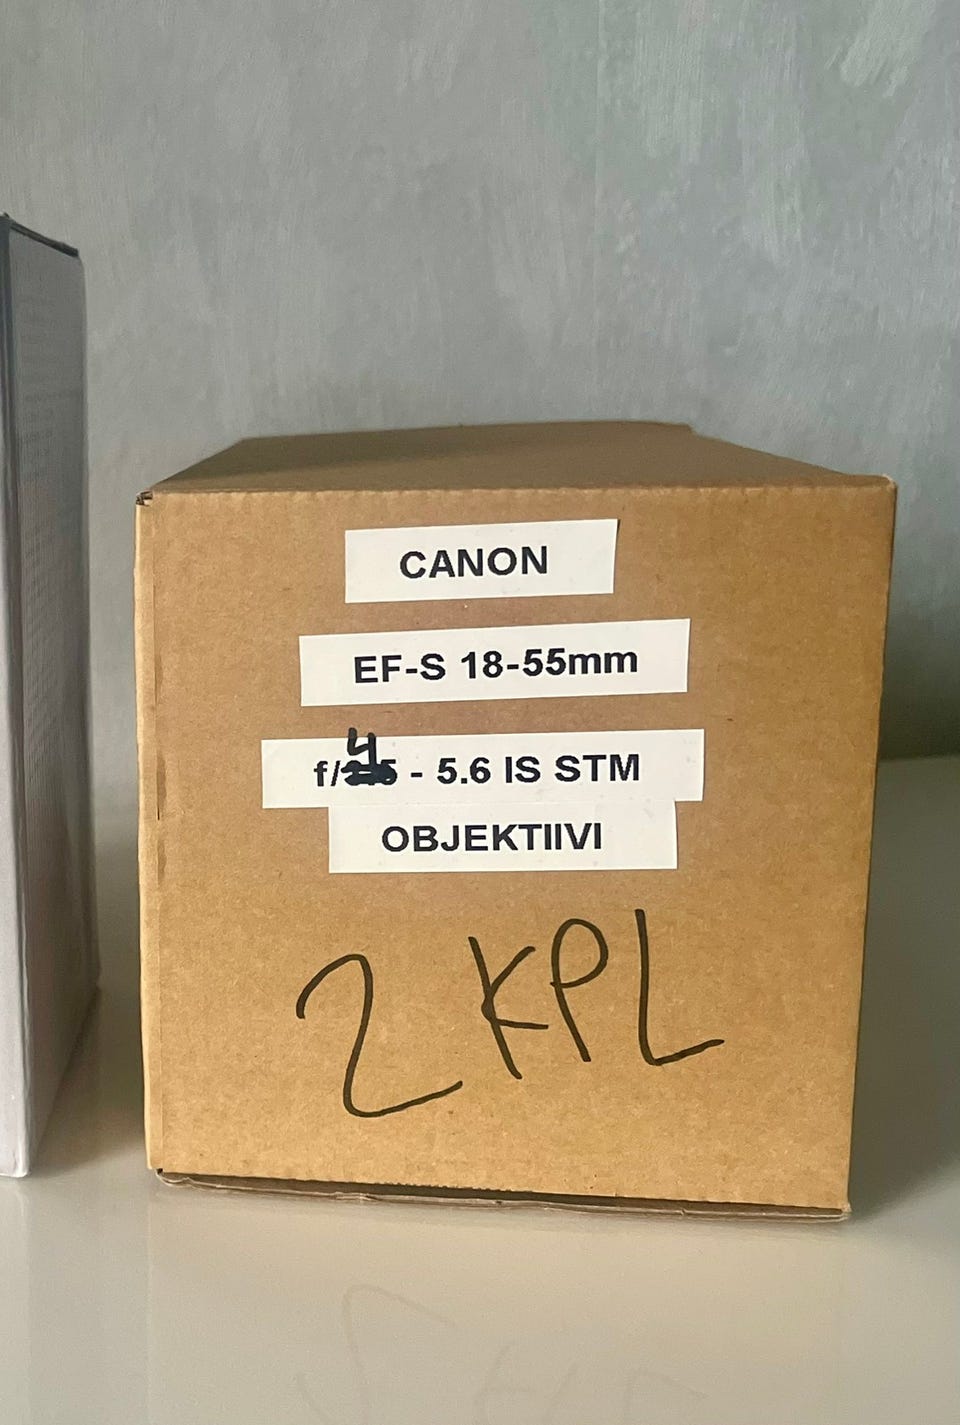 CANON
EF-S 18-55mm
f/4 - 5.6 IS STM
OBJEKTIIVI
2 KPL